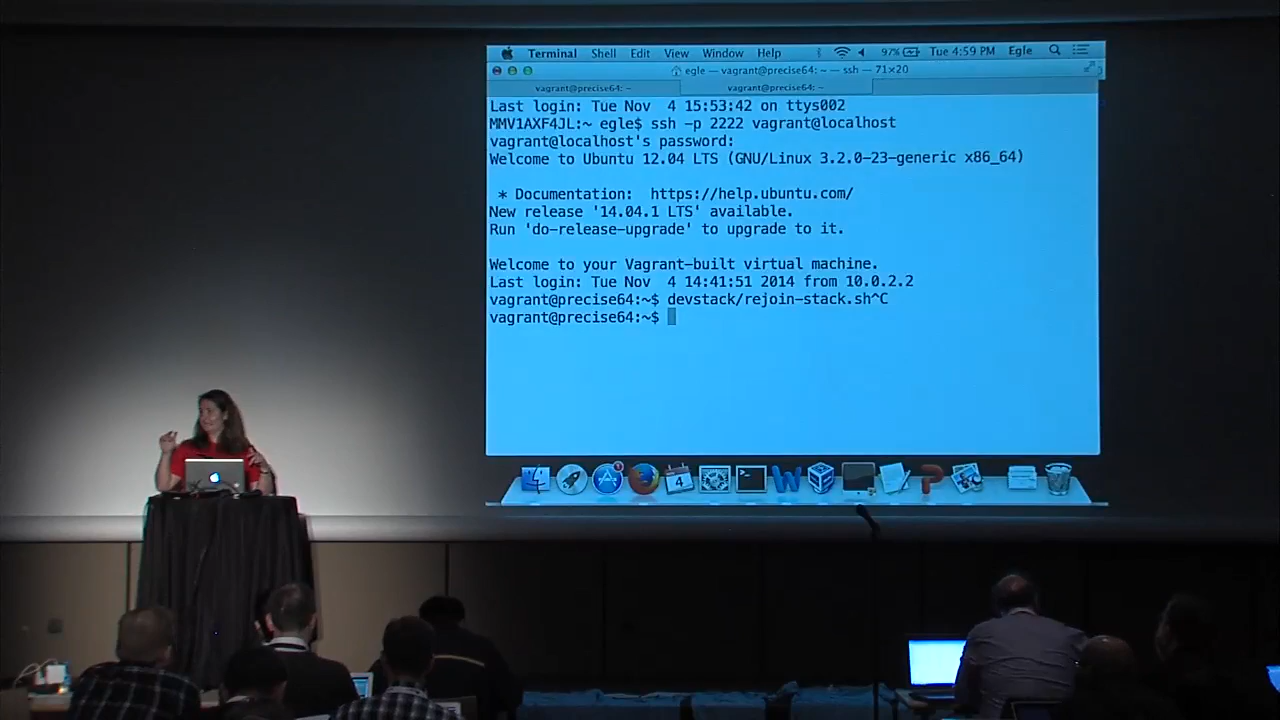 Terminal Shell Edit View Window Help 97% Tue 4:59 PM Egle
egle — vagrant@precise64: ~ — ssh — 71×20
vagrant@precise64: ~ vagrant@precise64: ~
Last login: Tue Nov  4 15:53:42 on ttys002
MMV1AXF4JL:~ egle$ ssh -p 2222 vagrant@localhost
vagrant@localhost's password:
Welcome to Ubuntu 12.04 LTS (GNU/Linux 3.2.0-23-generic x86_64)
* Documentation:  https://help.ubuntu.com/
New release '14.04.1 LTS' available.
Run 'do-release-upgrade' to upgrade to it.
Welcome to your Vagrant-built virtual machine.
Last login: Tue Nov  4 14:41:51 2014 from 10.0.2.2
vagrant@precise64:~$ devstack/rejoin-stack.sh^C
vagrant@precise64:~$
4